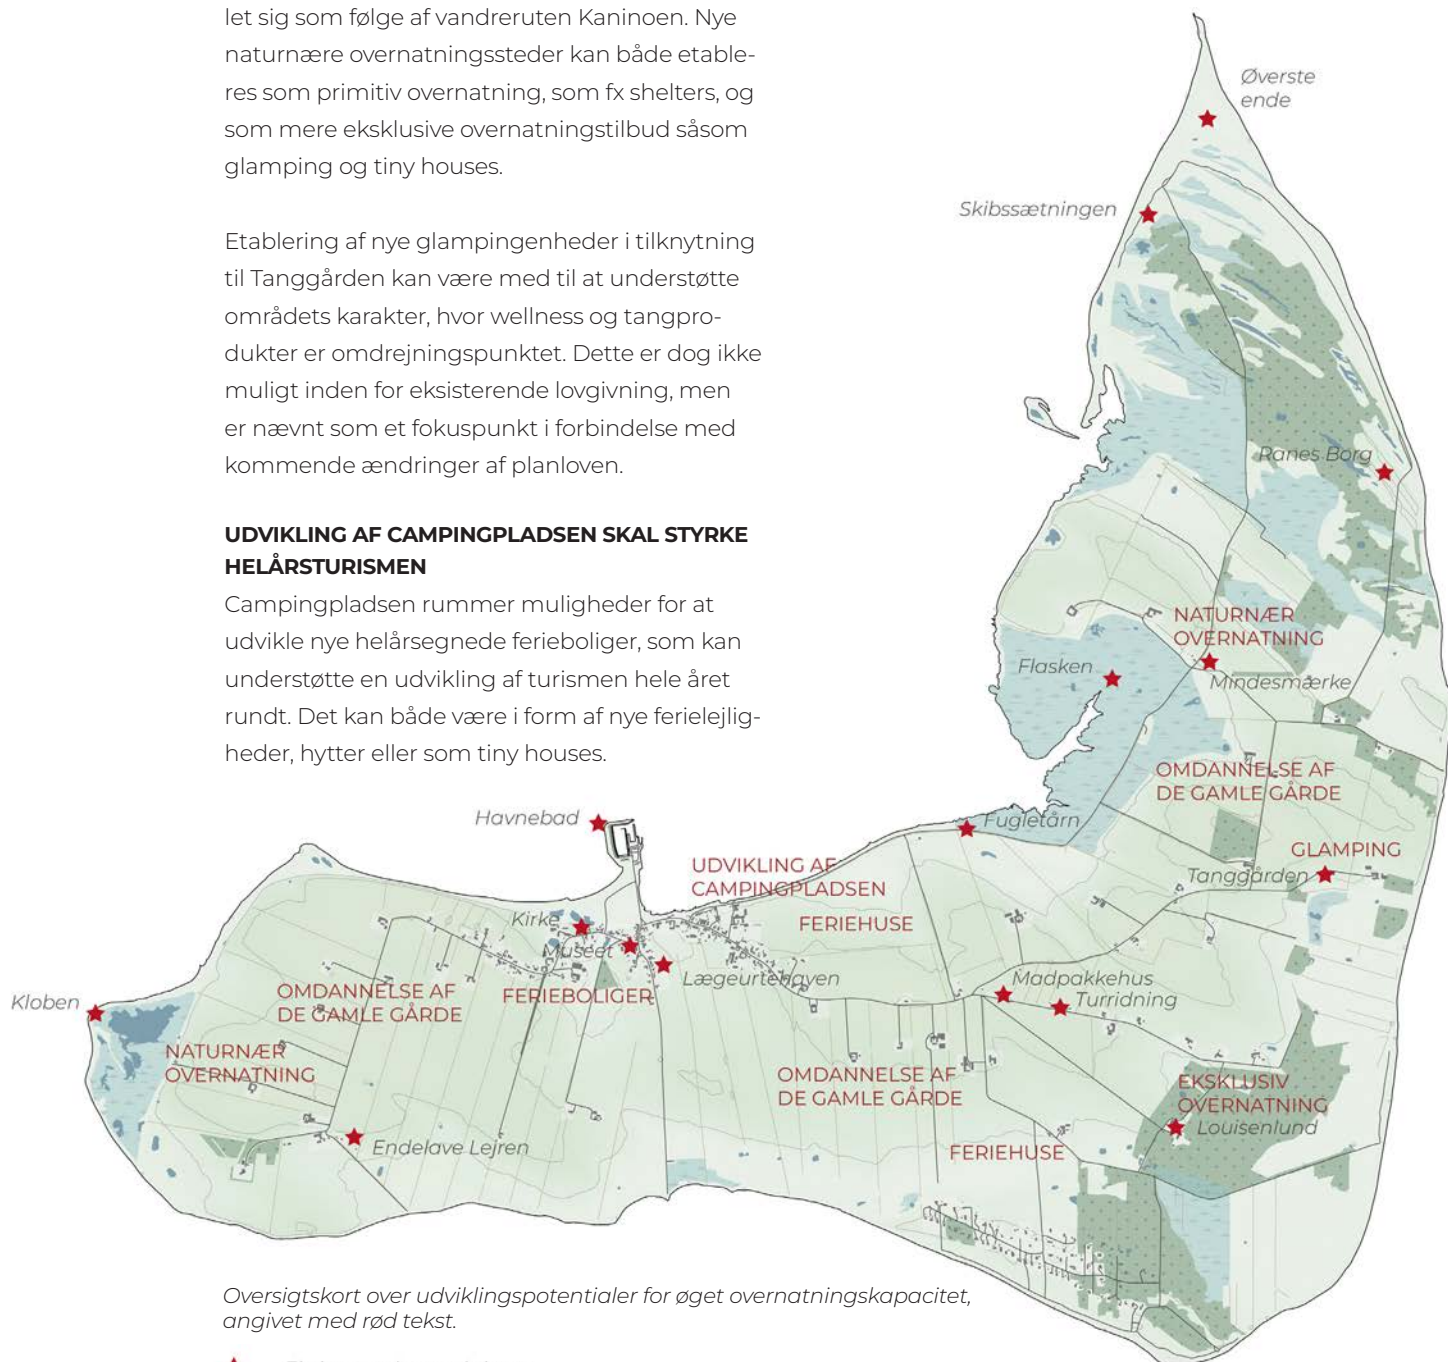 let sig som følge af vandreruten Kaninoen. Nye
naturnære overnatningssteder kan både etable-
res som primitiv overnatning, som fx shelters, og
som mere eksklusive overnatningstilbud såsom
glamping og tiny houses.
Etablering af nye glampingenheder i tilknytning
til Tanggården kan være med til at understøtte
områdets karakter, hvor wellness og tangpro-
dukter er omdrejningspunktet. Dette er dog ikke
muligt inden for eksisterende lovgivning, men
er nævnt som et fokuspunkt i forbindelse med
kommende ændringer af planloven.
UDVIKLING AF CAMPINGPLADSEN SKAL STYRKE
HELÅRSTURISMEN
Campingpladsen rummer muligheder for at
udvikle nye helårsegnede ferieboliger, som kan
understøtte en udvikling af turismen hele året
rundt. Det kan både være i form af nye ferielejlig-
heder, hytter eller som tiny houses.
Øverste
ende
Skibssætningen
Ranes Borg
NATURNÆR
OVERNATNING
Flasken
Mindesmærke
OMDANNELSE AF
DE GAMLE GÅRDE
Havnebad
Fugletårn
GLAMPING
Tanggården
UDVIKLING AF
CAMPINGPLADSEN
FERIEHUSE
Kirke
Museet
Lægeurtehaven
FERIEBOLIGER
Madpakkehus
Turridning
Kloben
OMDANNELSE AF
DE GAMLE GÅRDE
NATURNÆR
OVERNATNING
OMDANNELSE AF
DE GAMLE GÅRDE
EKSKLUSIV
OVERNATNING
Louisenlund
Endelave Lejren
FERIEHUSE
Oversigtskort over udviklingspotentialer for øget overnatningskapacitet,
angivet med rød tekst.